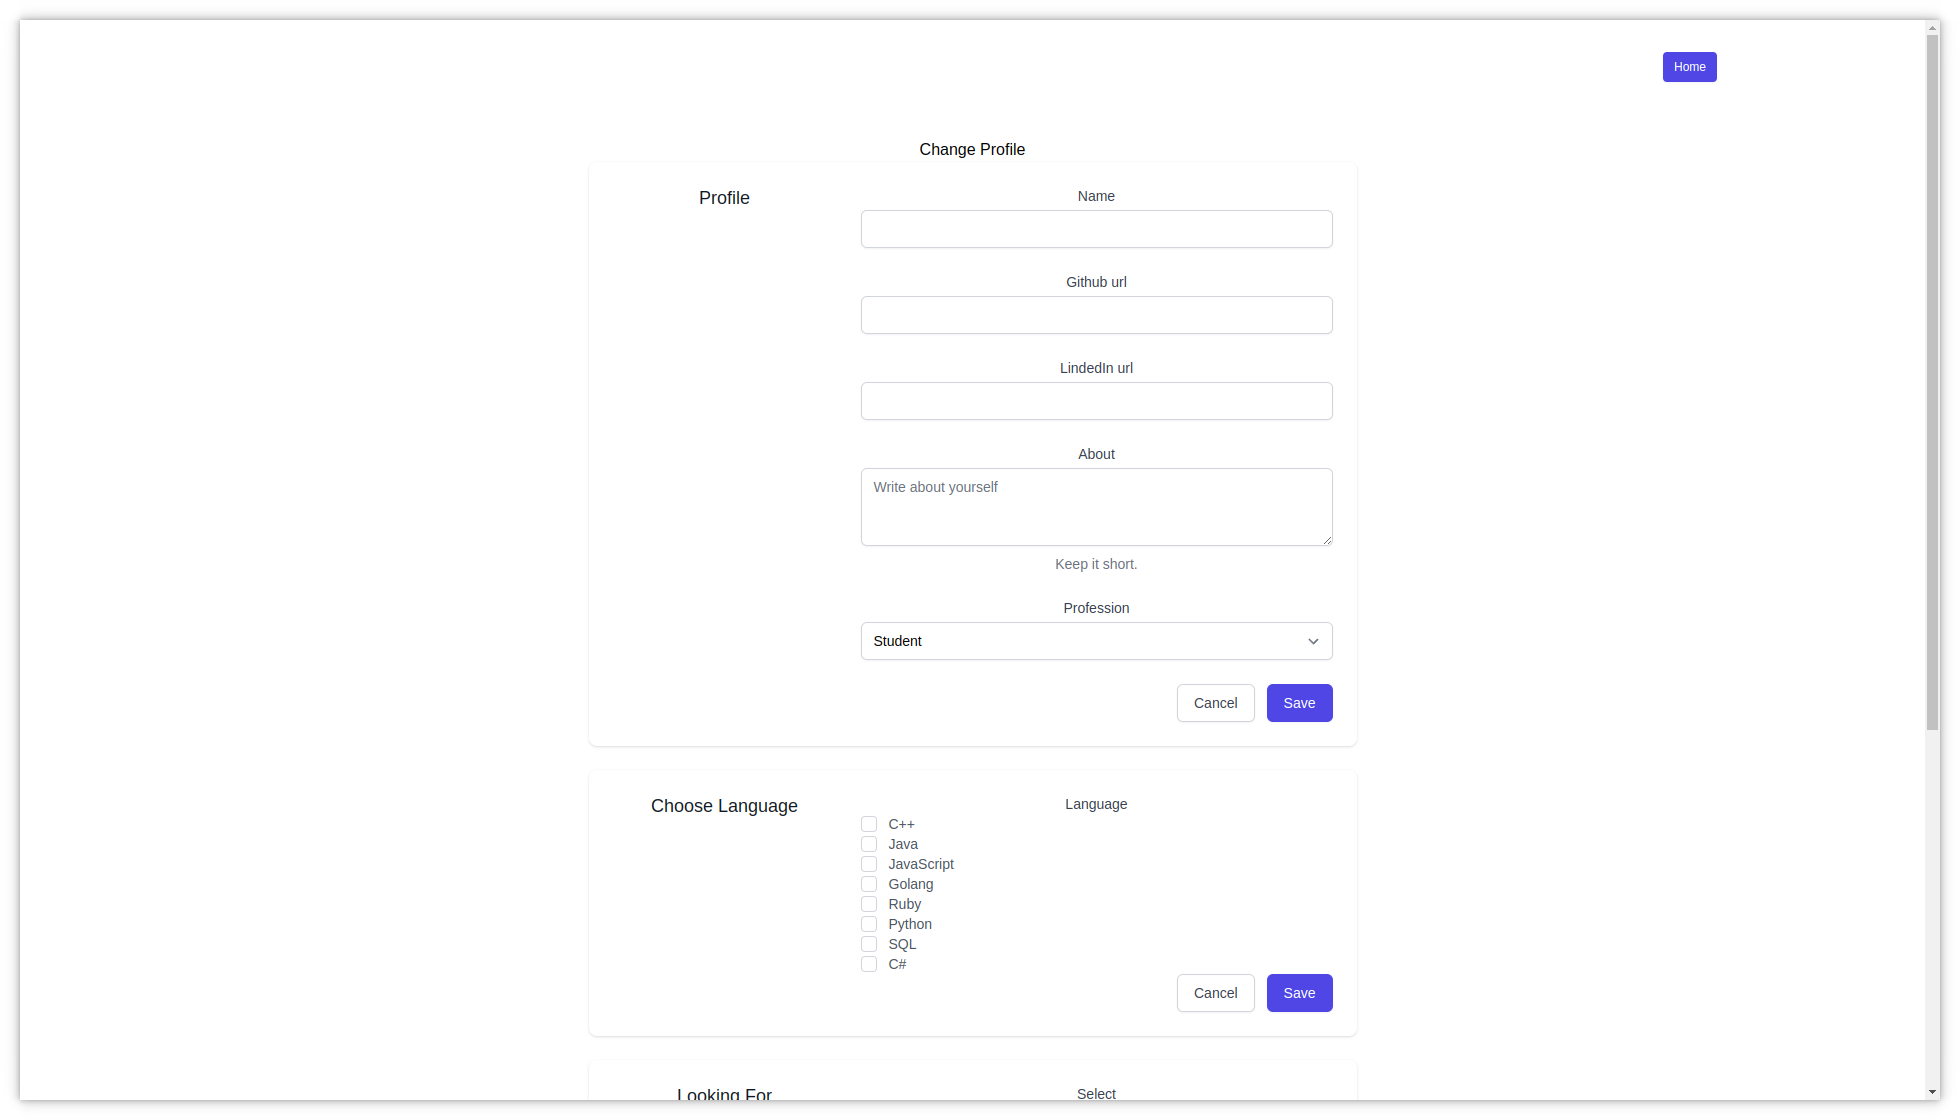 Home
Change Profile
Profile
Name
Github url
LindedIn url
About
Write about yourself
Keep it short.
Profession
Student
Cancel
Save
Choose Language
Language
C++
Java
JavaScript
Golang
Ruby
Python
SQL
C#
Cancel
Save
Looking For
Select